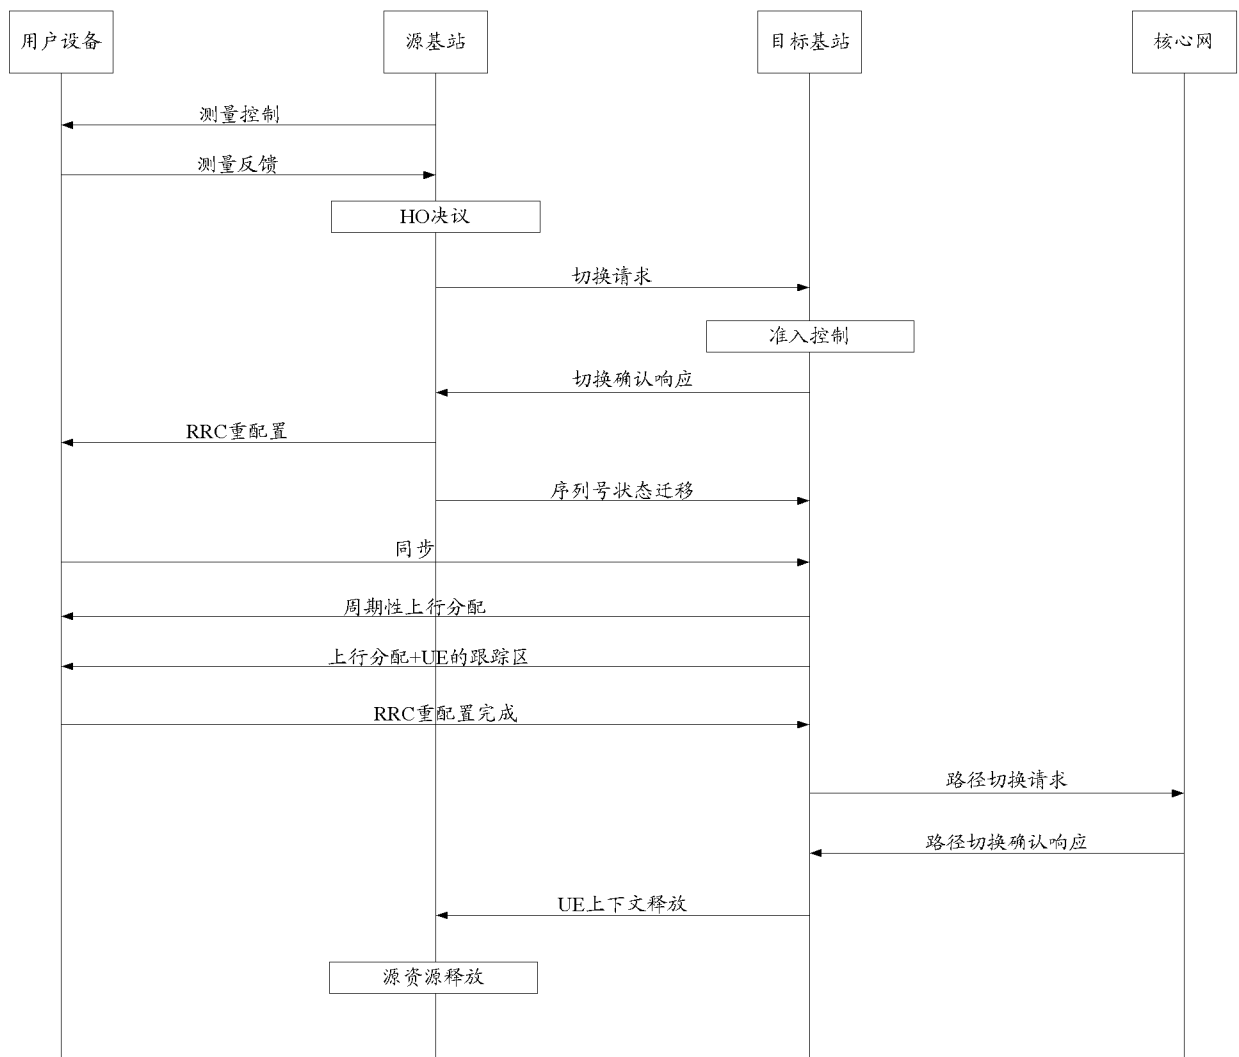 用户设备
源基站
目标基站
核心网
测量控制
测量反馈
HO决议
切换请求
准入控制
切换确认响应
RRC重配置
序列号状态迁移
同步
周期性上行分配
上行分配+UE的跟踪区
RRC重配置完成
路径切换请求
路径切换确认响应
UE上下文释放
源资源释放